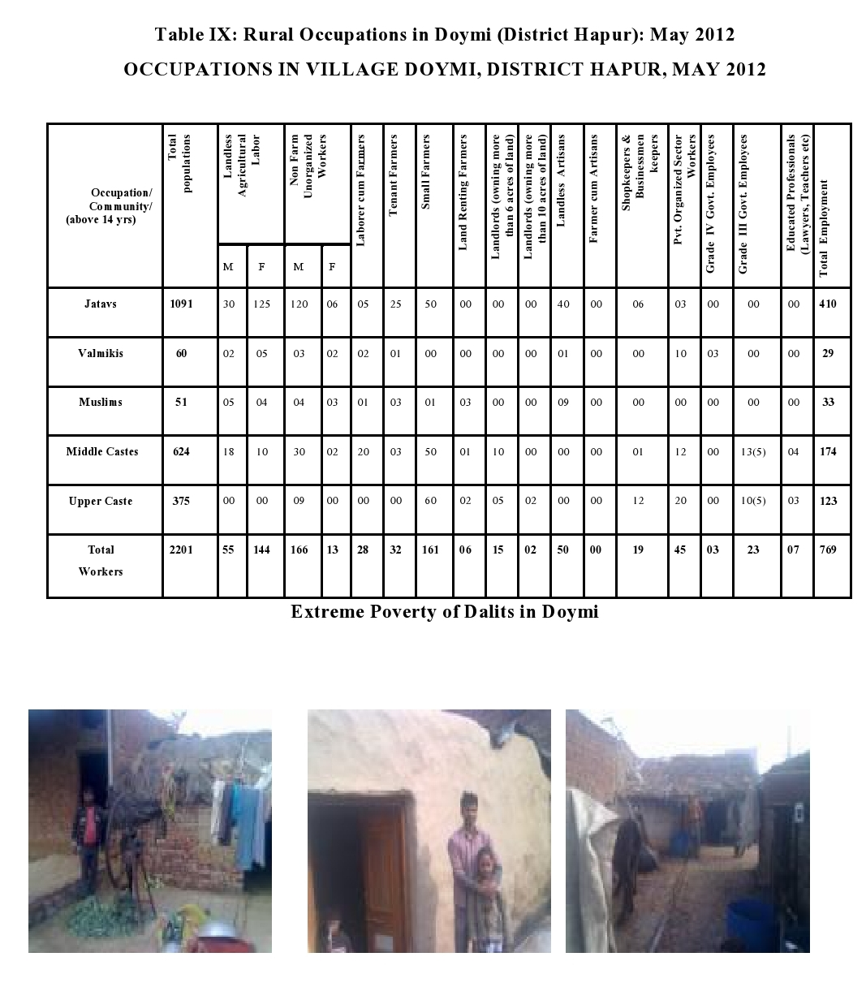 Table IX: Rural Occupations in Doymi (District Hapur): May 2012
OCCUPATIONS IN VILLAGE DOYMI, DISTRICT HAPUR, MAY 2012
Occupation/
Community/
(above 14 yrs)
Total
populations
Landless
Agricultural
Labor
Non Farm
Unorganized
Workers
Laborer cum Farmers
Tenant Farmers
Small Farmers
Land Renting Farmers
Landlords (owning more
than 6 acres of land)
Landlords (owning more
than 10 acres of land)
Landless Artisans
Farmer cum Artisans
Shopkeepers &
Businessmen
keepers
Pvt. Organized Sector
Workers
Grade IV Govt. Employees
Grade III Govt. Employees
Educated Professionals
(Lawyers, Teachers etc)
Total Employment
M F M F
Jatavs 1091 30 125 120 06 05 25 50 00 00 00 40 00 06 03 00 00 00 410
Valmikis 60 02 05 03 02 02 01 00 00 00 00 01 00 00 10 03 00 00 29
Muslims 51 05 04 04 03 01 03 01 03 00 00 09 00 00 00 00 00 00 33
Middle Castes 624 18 10 30 02 20 03 50 01 10 00 00 00 01 12 00 13(5) 04 174
Upper Caste 375 00 00 09 00 00 00 60 02 05 02 00 00 12 20 00 10(5) 03 123
Total 2201 55 144 166 13 28 32 161 06 15 02 50 00 19 45 03 23 07 769
Workers
Extreme Poverty of Dalits in Doymi